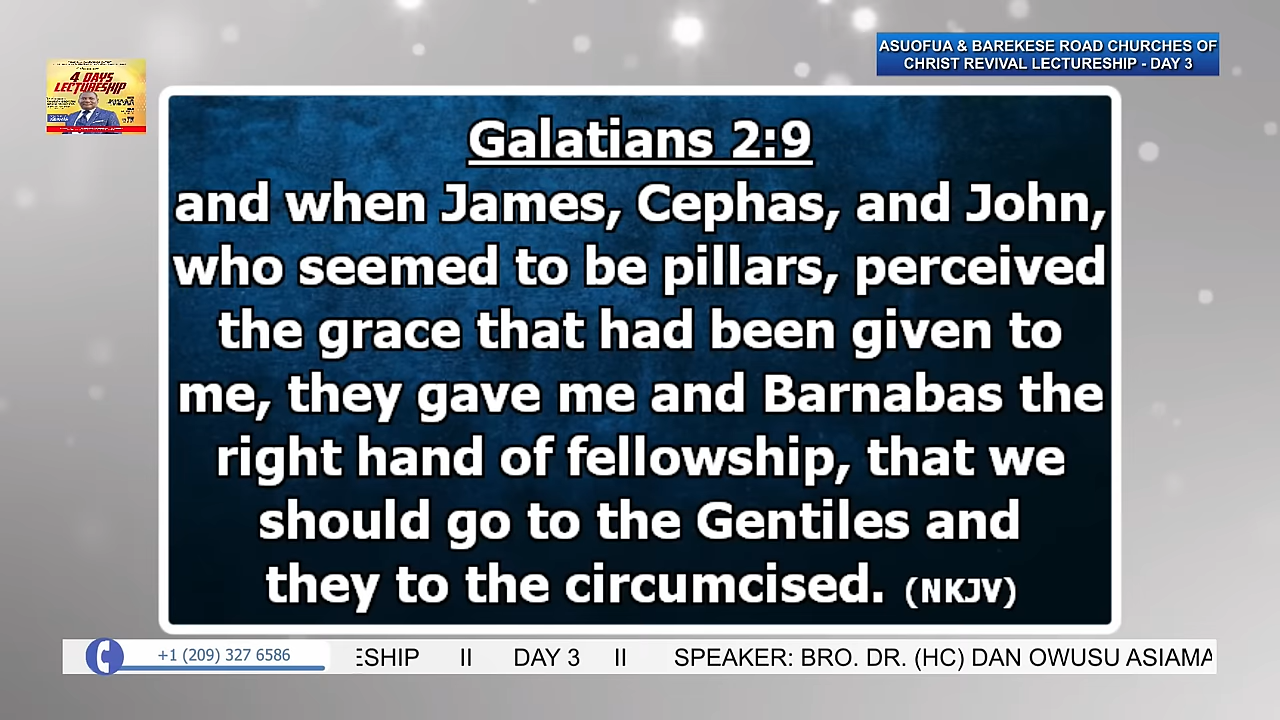 ASUOFUA & BAREKESE ROAD CHURCHES OF
CHRIST REVIVAL LECTURESHIP - DAY 3
4 DAYS
LECTURESHIP
Galatians 2:9
and when James, Cephas, and John,
who seemed to be pillars, perceived
the grace that had been given to
me, they gave me and Barnabas the
right hand of fellowship, that we
should go to the Gentiles and
they to the circumcised. (NKJV)
+1 (209) 327 6586
ESHIP II DAY 3 II SPEAKER: BRO. DR. (HC) DAN OWUSU ASIAMA